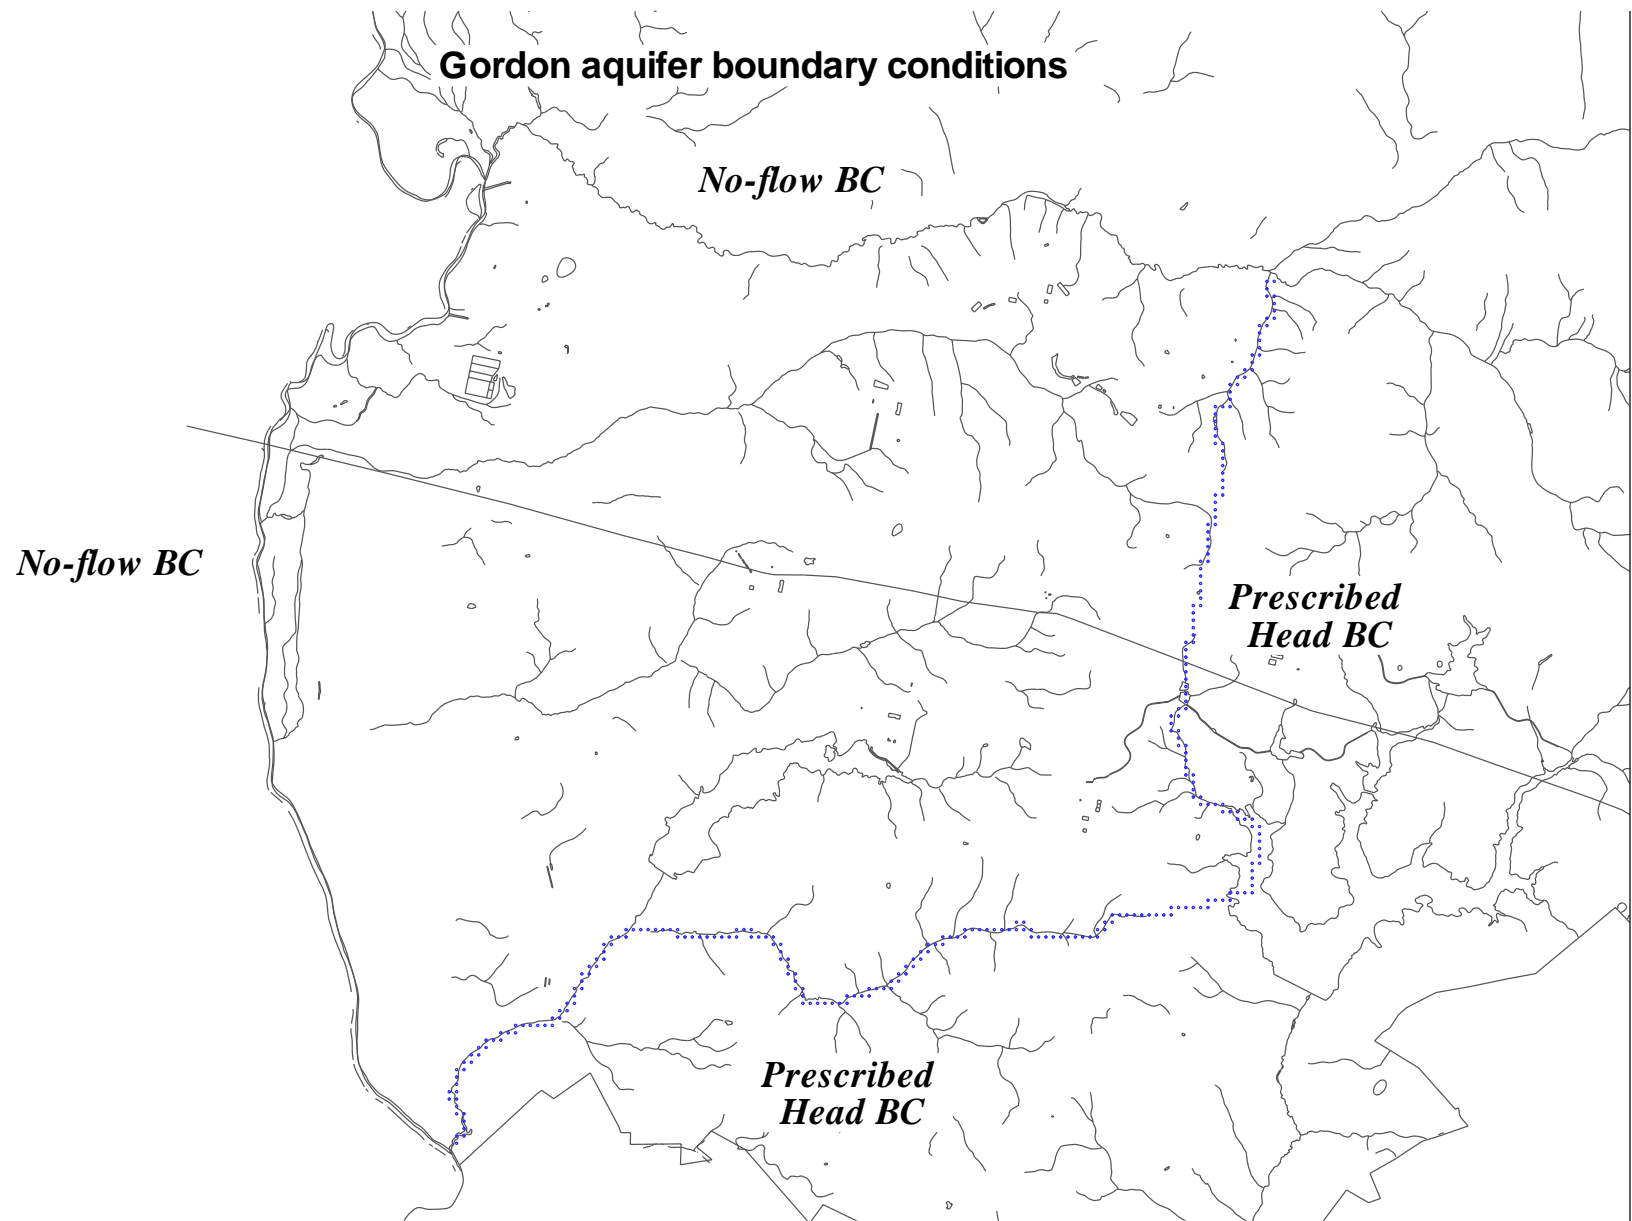 Gordon aquifer boundary conditions
No-flow BC
No-flow BC
Prescribed
Head BC
Prescribed
Head BC